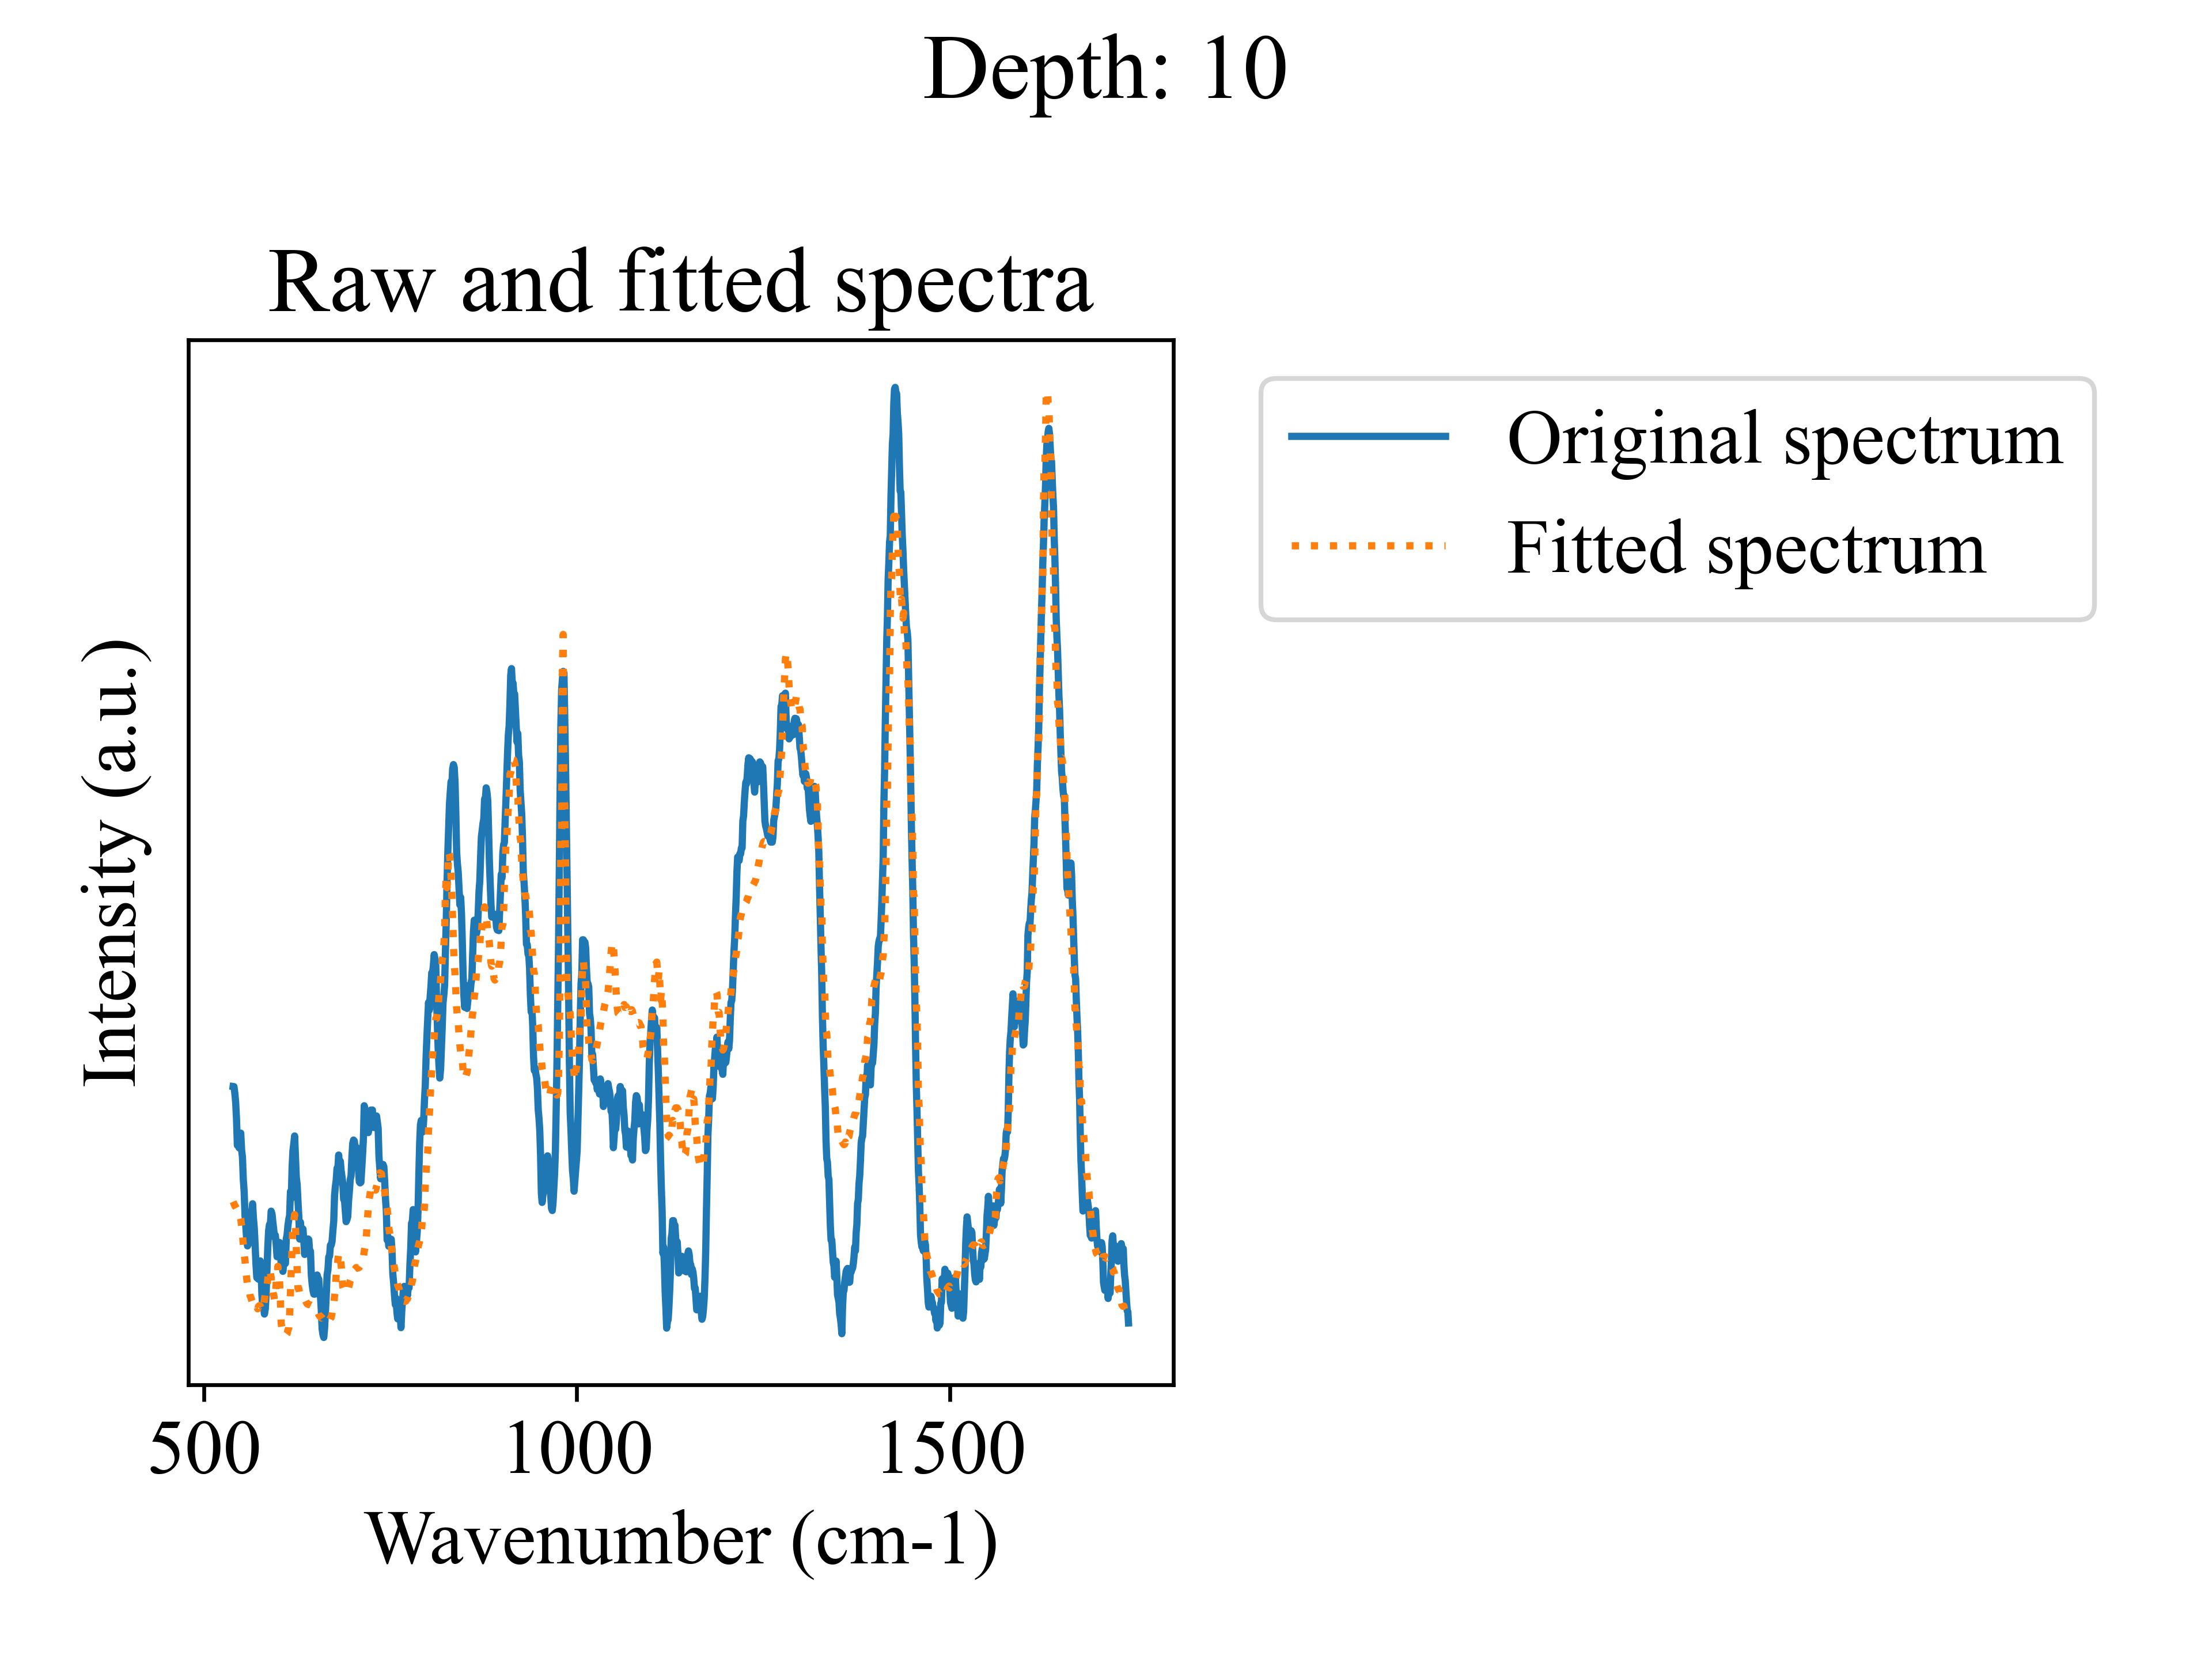 Depth: 10
Raw and fitted spectra
Original spectrum
Fitted spectrum
Intensity (a.u.)
500 1000 1500
Wavenumber (cm-1)